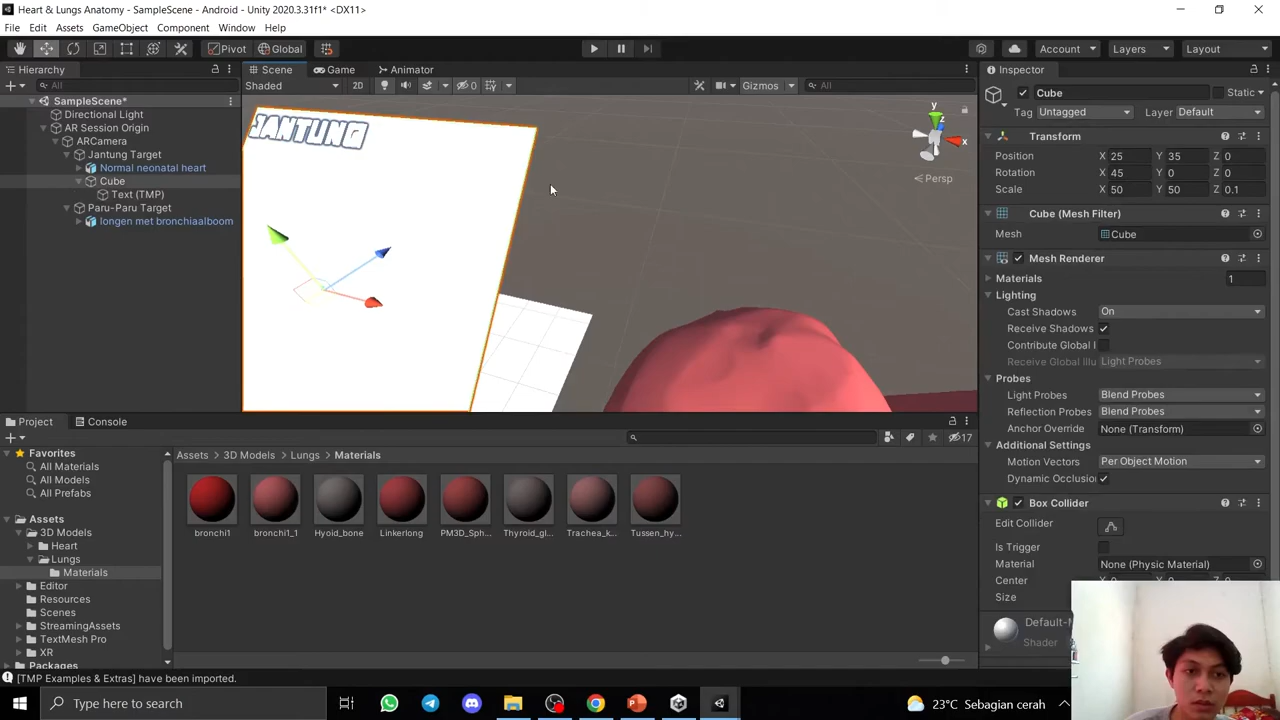 Heart & Lungs Anatomy - SampleScene - Android - Unity 2020.3.31f1* <DX11>
File Edit Assets GameObject Component Window Help
Pivot Global Account Layers Layout
Hierarchy Scene Game Animator Inspector
All Shaded 2D 0 Gizmos All Cube Static
SampleScene* Tag Untagged Layer Default
Directional Light
AR Session Origin Transform
ARCamera Position X 25 Y 35 Z 0
Jantung Target Rotation X 45 Y 0 Z 0
Normal neonatal heart Scale X 50 Y 50 Z 0.1
Cube
Text (TMP) Cube (Mesh Filter)
Paru-Paru Target Mesh Cube
longen met bronchiaalboom
JANTUNG
y
x
z
Persp
Mesh Renderer
Materials 1
Lighting
Cast Shadows On
Receive Shadows
Contribute Global I
Receive Global Illu Light Probes
Probes
Light Probes Blend Probes
Reflection Probes Blend Probes
Anchor Override None (Transform)
Additional Settings
Motion Vectors Per Object Motion
Dynamic Occlusio
Box Collider
Edit Collider
Is Trigger
Material None (Physic Material)
Center
Size
Default-
Shader
Project Console
17
Favorites
All Materials
All Models
All Prefabs
Assets
3D Models
Heart
Lungs
Materials
Editor
Resources
Scenes
StreamingAssets
TextMesh Pro
XR
Packages
Assets 3D Models Lungs Materials
bronchi1 bronchi1_1 Hyoid_bone Linkerlong PM3D_Sph... Thyroid_gl... Trachea_k... Tussen_hy...
[TMP Examples & Extras] have been imported.
Type here to search 23°C Sebagian cerah